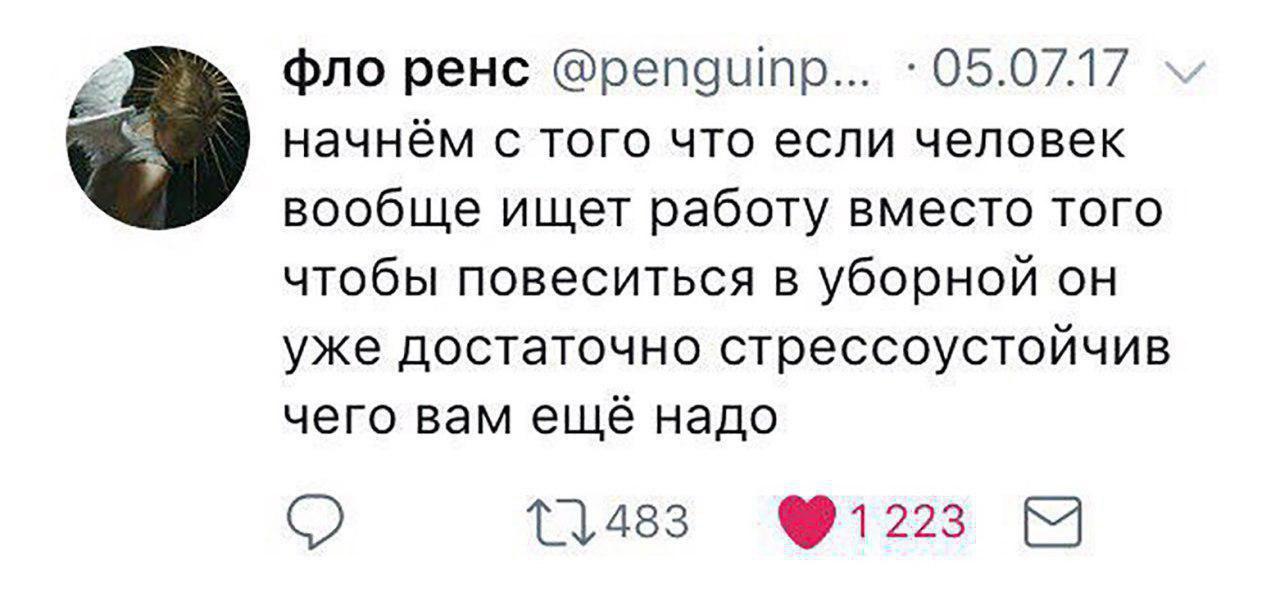 фло ренс @penguinp... · 05.07.17
начнём с того что если человек
вообще ищет работу вместо того
чтобы повеситься в уборной он
уже достаточно стрессоустойчив
чего вам ещё надо
483 1 223